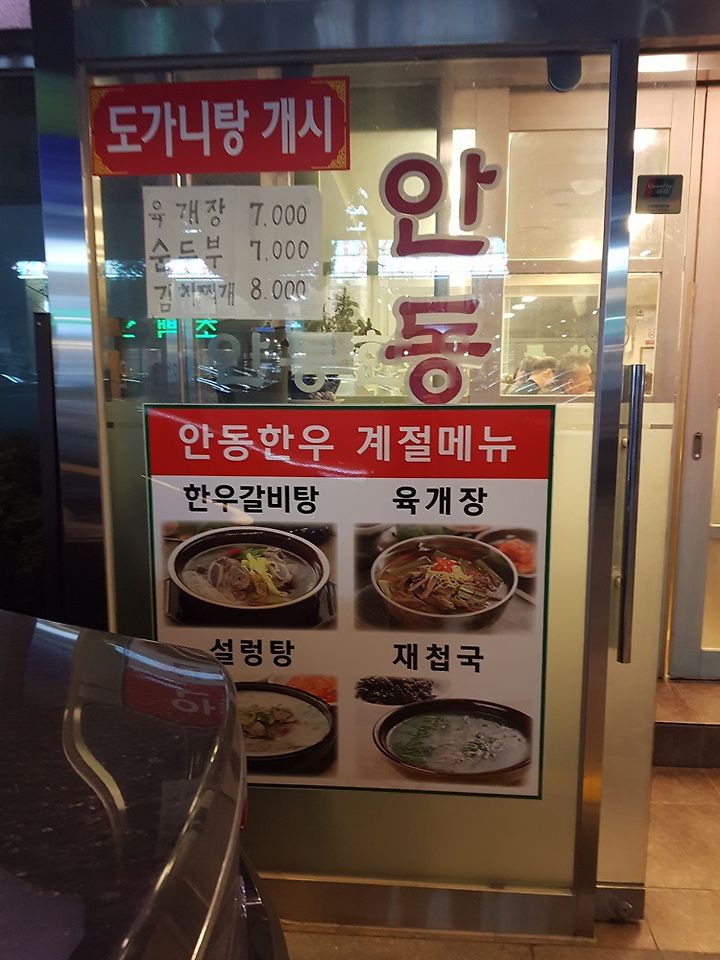 도가니탕 개시
육 개장 7.000
순두부 7.000
김치찌개 8.000
안
동
안동한우 계절메뉴
한우갈비탕 육개장
설렁탕 재첩국